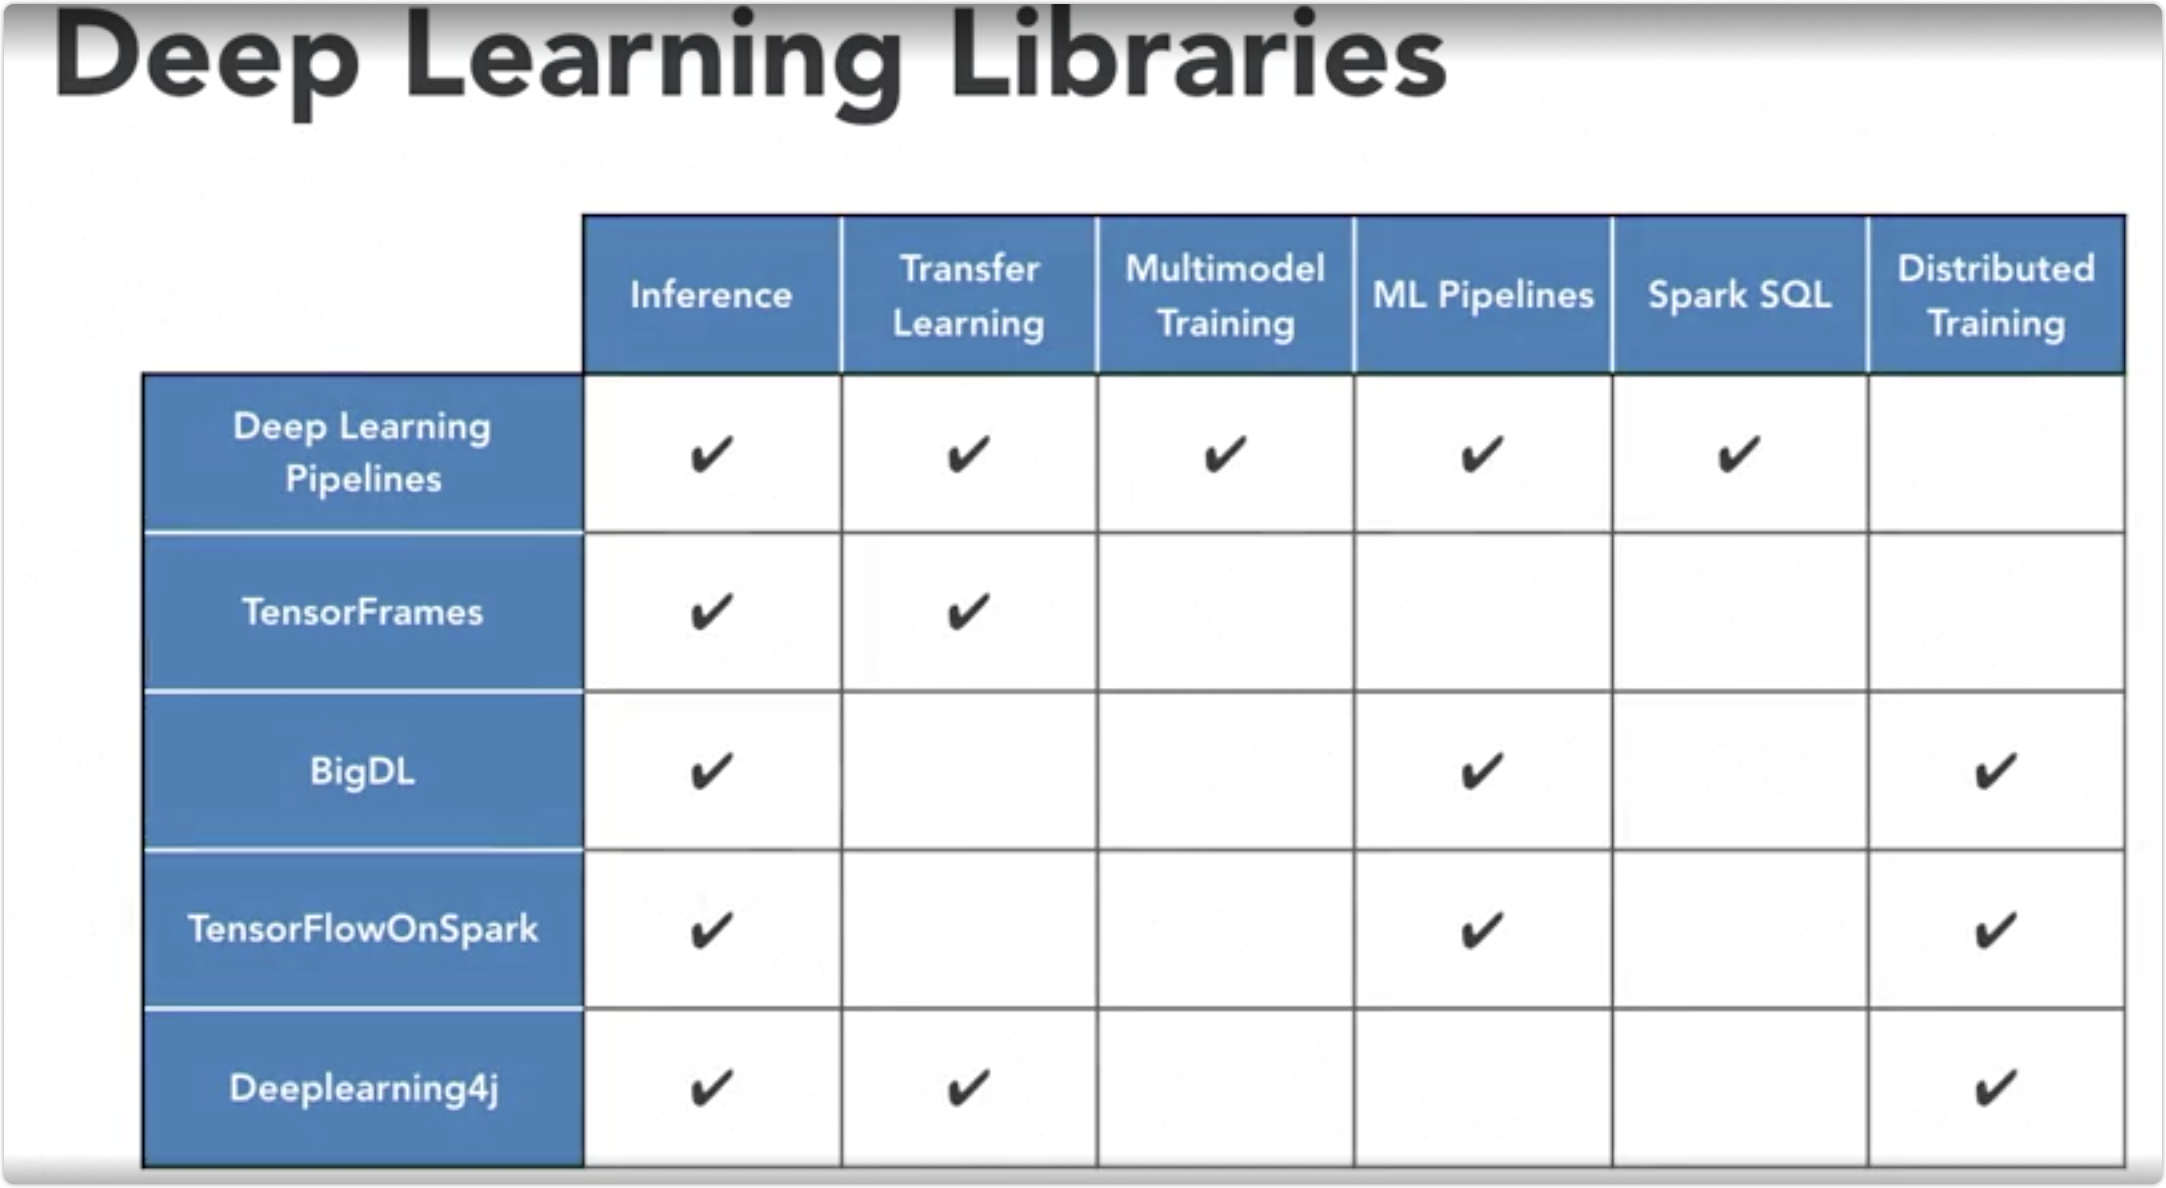 Deep Learning Libraries
Inference
Transfer
Learning
Multimodel
Training
ML Pipelines
Spark SQL
Distributed
Training
Deep Learning
Pipelines
✔ ✔ ✔ ✔ ✔
TensorFrames
✔ ✔
BigDL
✔ ✔ ✔
TensorFlowOnSpark
✔ ✔ ✔
Deeplearning4j
✔ ✔ ✔